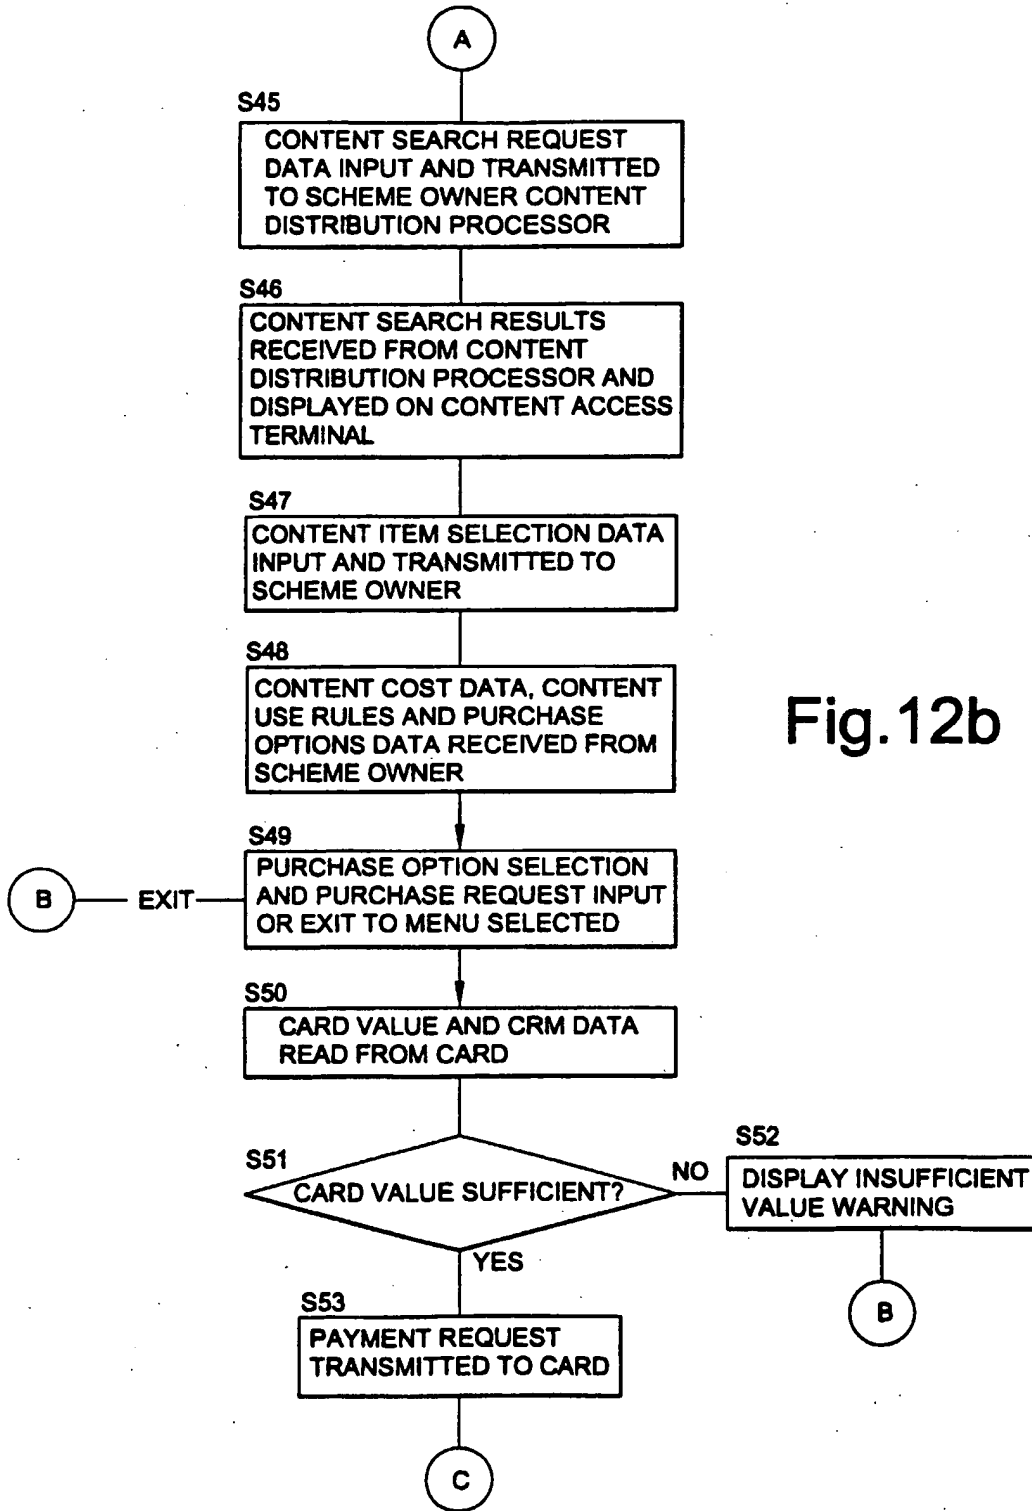 A
S45
CONTENT SEARCH REQUEST
DATA INPUT AND TRANSMITTED
TO SCHEME OWNER CONTENT
DISTRIBUTION PROCESSOR
S46
CONTENT SEARCH RESULTS
RECEIVED FROM CONTENT
DISTRIBUTION PROCESSOR AND
DISPLAYED ON CONTENT ACCESS
TERMINAL
S47
CONTENT ITEM SELECTION DATA
INPUT AND TRANSMITTED TO
SCHEME OWNER
S48
CONTENT COST DATA, CONTENT
USE RULES AND PURCHASE
OPTIONS DATA RECEIVED FROM
SCHEME OWNER
Fig.12b
S49
PURCHASE OPTION SELECTION
AND PURCHASE REQUEST INPUT
OR EXIT TO MENU SELECTED
B
EXIT
S50
CARD VALUE AND CRM DATA
READ FROM CARD
S51
CARD VALUE SUFFICIENT?
NO
S52
DISPLAY INSUFFICIENT
VALUE WARNING
B
YES
S53
PAYMENT REQUEST
TRANSMITTED TO CARD
C